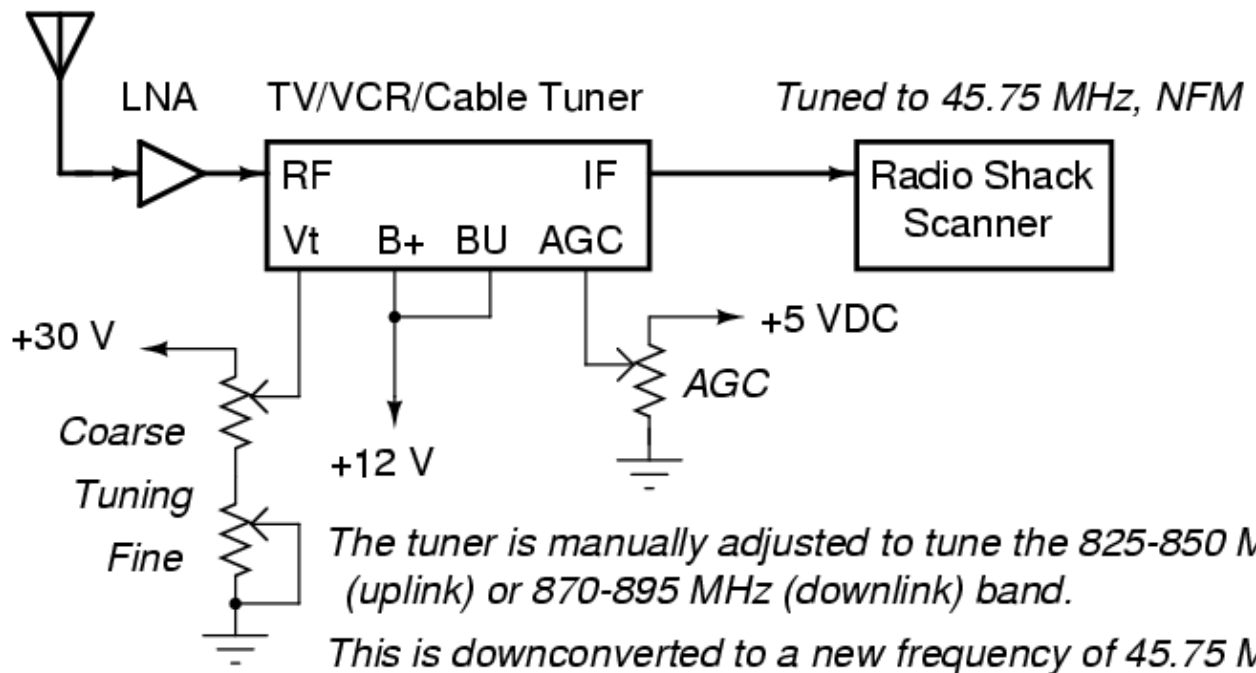 LNA
TV/VCR/Cable Tuner
Tuned to 45.75 MHz, NFM
RF
IF
Radio Shack
Scanner
Vt
B+
BU
AGC
+30 V
+5 VDC
AGC
Coarse
+12 V
Tuning
Fine
The tuner is manually adjusted to tune the 825-850 M
(uplink) or 870-895 MHz (downlink) band.
This is downconverted to a new frequency of 45.75 M